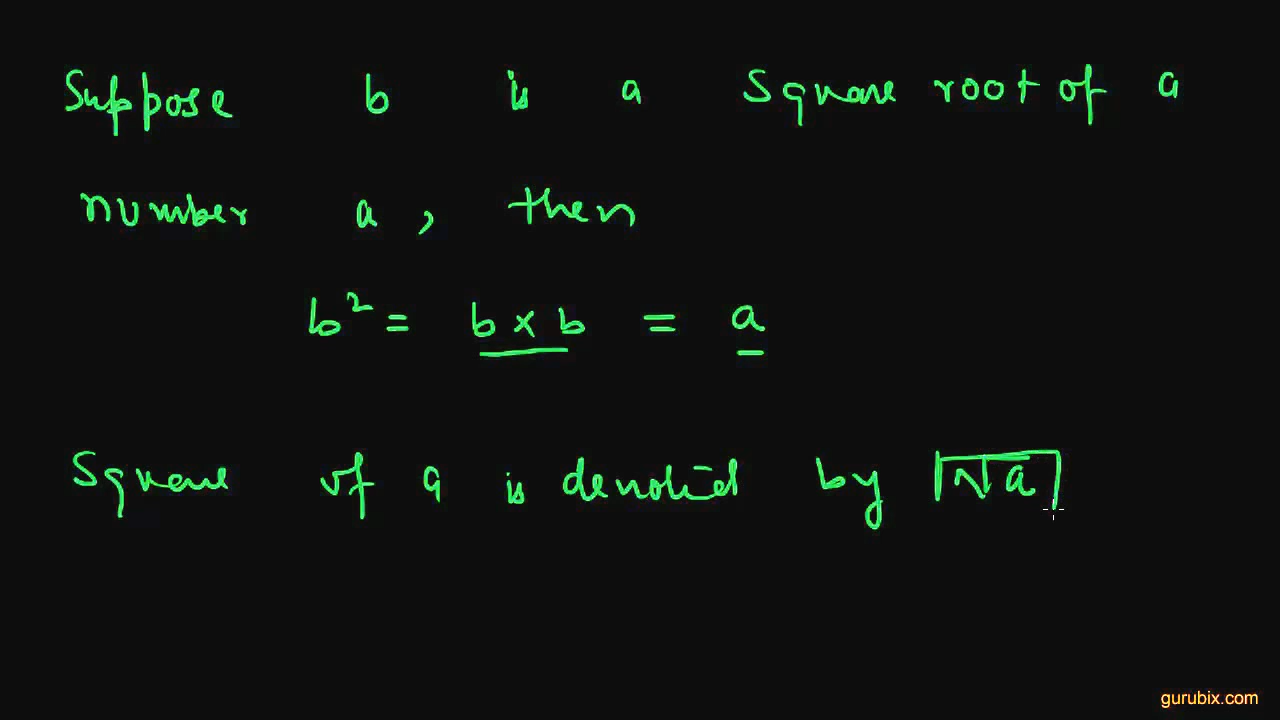 Suppose b is a square root of a
number a, then
b² = b × b = a
Square of a is denoted by √a
gurubix.com